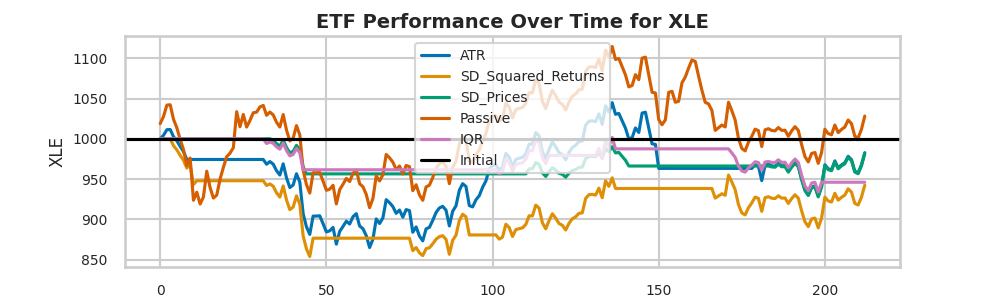 ETF Performance Over Time for XLE
XLE
1100
1050
1000
950
900
850
ATR
SD_Squared_Returns
SD_Prices
Passive
IQR
Initial
0
50
100
150
200